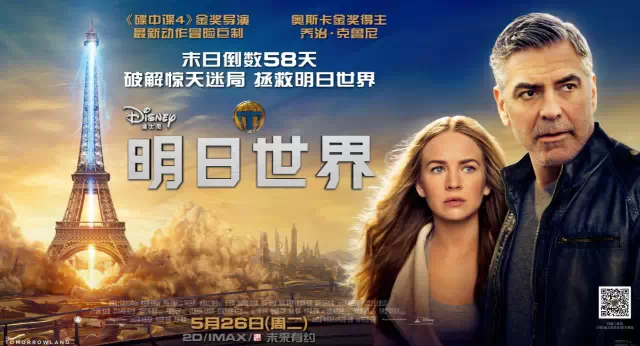 《碟中谍4》金奖导演
最新动作冒险巨制
奥斯卡金奖得主
乔治·克鲁尼
末日倒数58天
破解惊天迷局 拯救明日世界
Disney
迪士尼
明日世界
5月26日(周二)
2D/IMAX/
未来有约
TOMORROWLAND